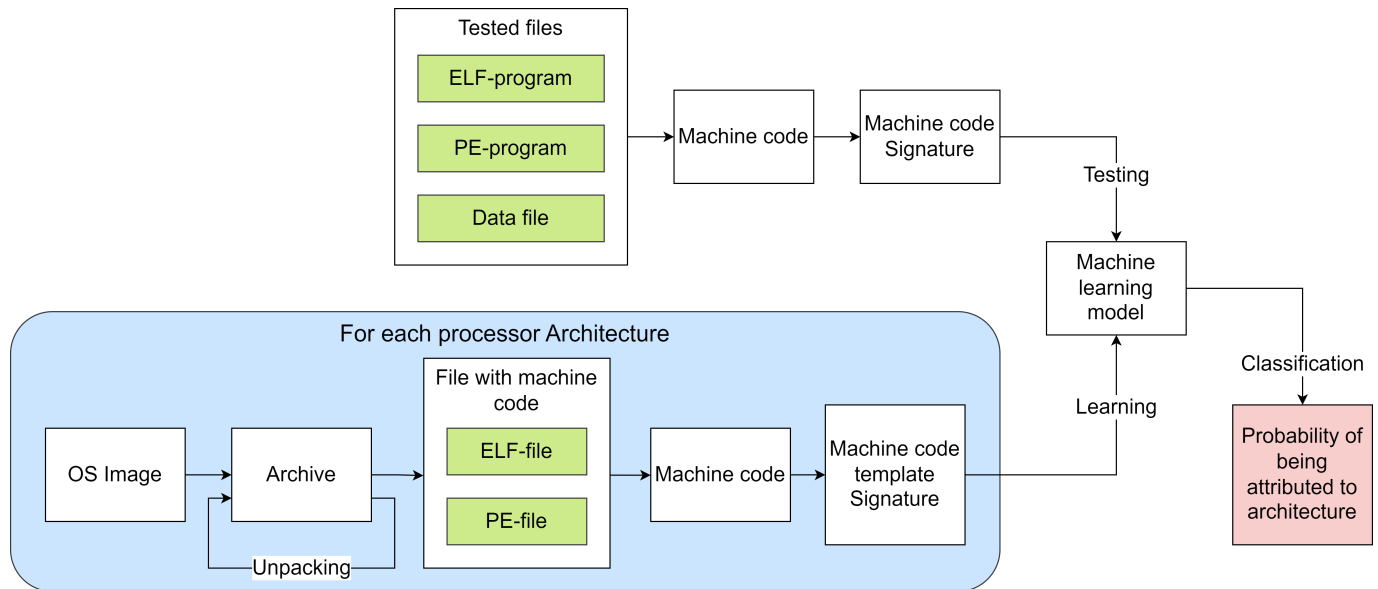 Tested files
ELF-program
PE-program
Data file
Machine code
Machine code
Signature
Testing
Machine
learning
model
Classification
Probability of
being
attributed to
architecture
For each processor Architecture
OS Image
Archive
Unpacking
File with machine
code
ELF-file
PE-file
Machine code
Machine code
template
Signature
Learning